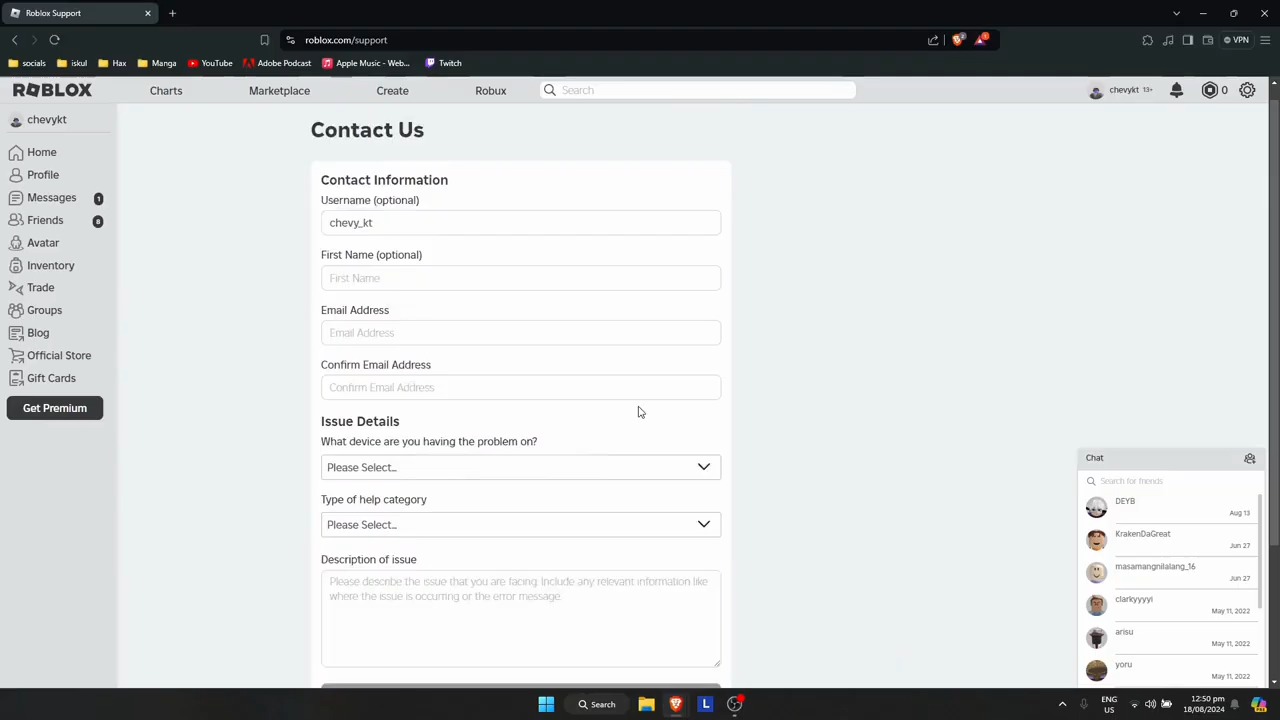 Roblox Support
roblox.com/support
2
1
VPN
socials
iskul
Hax
Manga
YouTube
Adobe Podcast
Apple Music - Web...
Twitch
ROBLOX
Charts
Marketplace
Create
Robux
Search
chevykt 13+
0
chevykt
Home
Profile
Messages 1
Friends 8
Avatar
Inventory
Trade
Groups
Blog
Official Store
Gift Cards
Get Premium
Contact Us
Contact Information
Username (optional)
chevy_kt
First Name (optional)
First Name
Email Address
Email Address
Confirm Email Address
Confirm Email Address
Issue Details
What device are you having the problem on?
Please Select...
Type of help category
Please Select...
Description of issue
Please describe the issue that you are facing. Include any relevant information like
where the issue is occurring or the error message.
Chat
Search for friends
DEYB
Aug 13
KrakenDaGreat
Jun 27
masamangnilalang_16
Jun 27
clarkyyyyi
May 11, 2022
arisu
May 11, 2022
yoru
May 11, 2022
Search
L
ENG
US
12:50 pm
18/08/2024